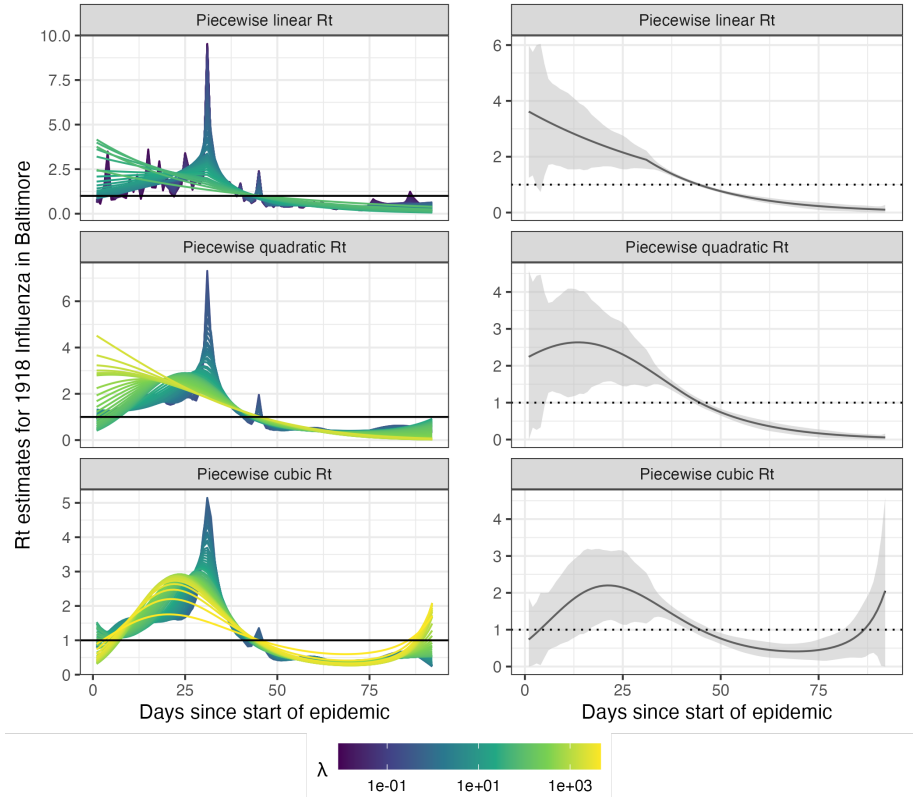 Piecewise linear Rt
Piecewise linear Rt
10.0
7.5
5.0
2.5
0.0
6
4
2
0
Piecewise quadratic Rt
Piecewise quadratic Rt
6
4
2
0
4
3
2
1
0
Piecewise cubic Rt
Piecewise cubic Rt
5
4
3
2
1
0
4
3
2
1
0
0 25 50 75
0 25 50 75
Days since start of epidemic
Days since start of epidemic
Rt estimates for 1918 Influenza in Baltimore
λ
1e-01 1e+01 1e+03